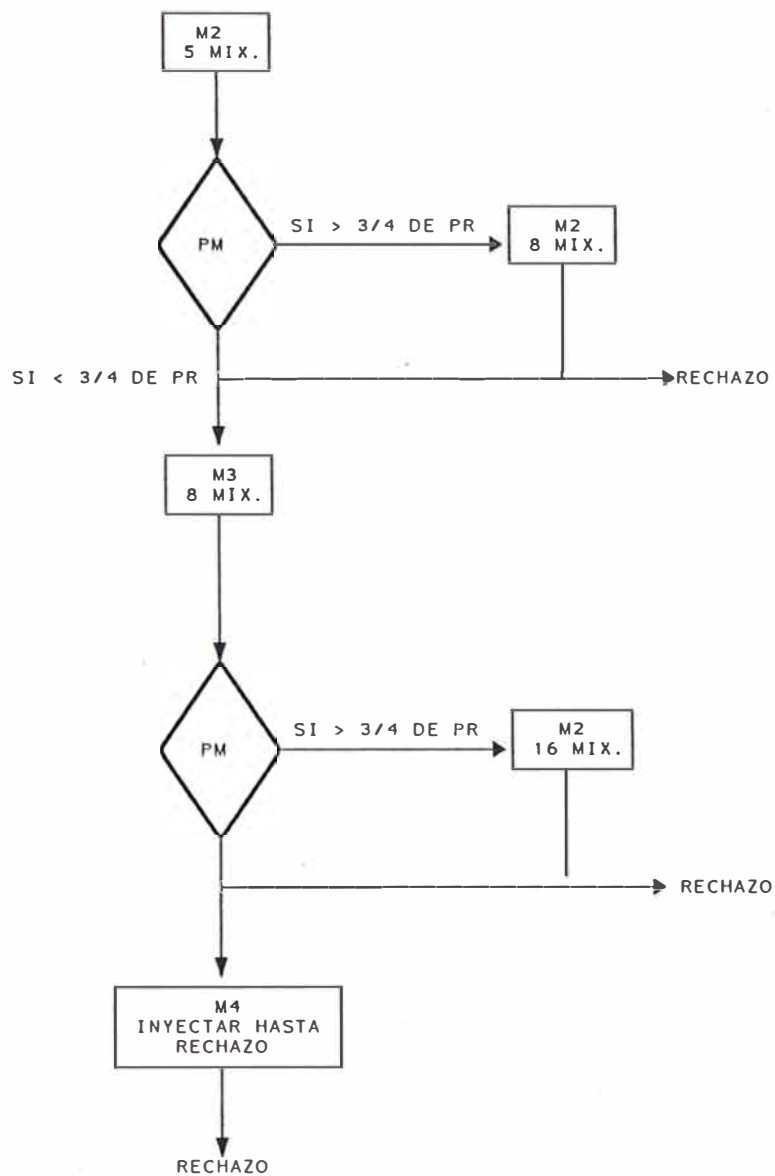 M2
5 MIX.
PM
SI > 3/4 DE PR
M2
8 MIX.
SI < 3/4 DE PR
RECHAZO
M3
8 MIX.
PM
SI > 3/4 DE PR
M2
16 MIX.
RECHAZO
M4
INYECTAR HASTA
RECHAZO
RECHAZO